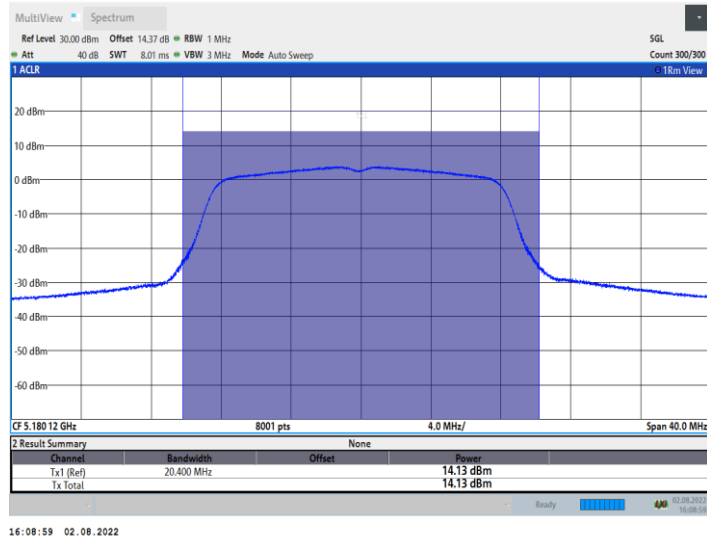 MultiView Spectrum
Ref Level 30.00 dBm Offset 14.37 dB RBW 1 MHz SGL
Att 40 dB SWT 8.01 ms VBW 3 MHz Mode Auto Sweep Count 300/300
1 ACLR 1Rm View
20 dBm
10 dBm
0 dBm
-10 dBm
-20 dBm
-30 dBm
-40 dBm
-50 dBm
-60 dBm
CF 5.180 12 GHz 8001 pts 4.0 MHz/ Span 40.0 MHz
2 Result Summary None
Channel Bandwidth Offset Power
Tx1 (Ref) 20.400 MHz 14.13 dBm
Tx Total 14.13 dBm
Ready 02.08.2022
16:08:59
16:08:59 02.08.2022